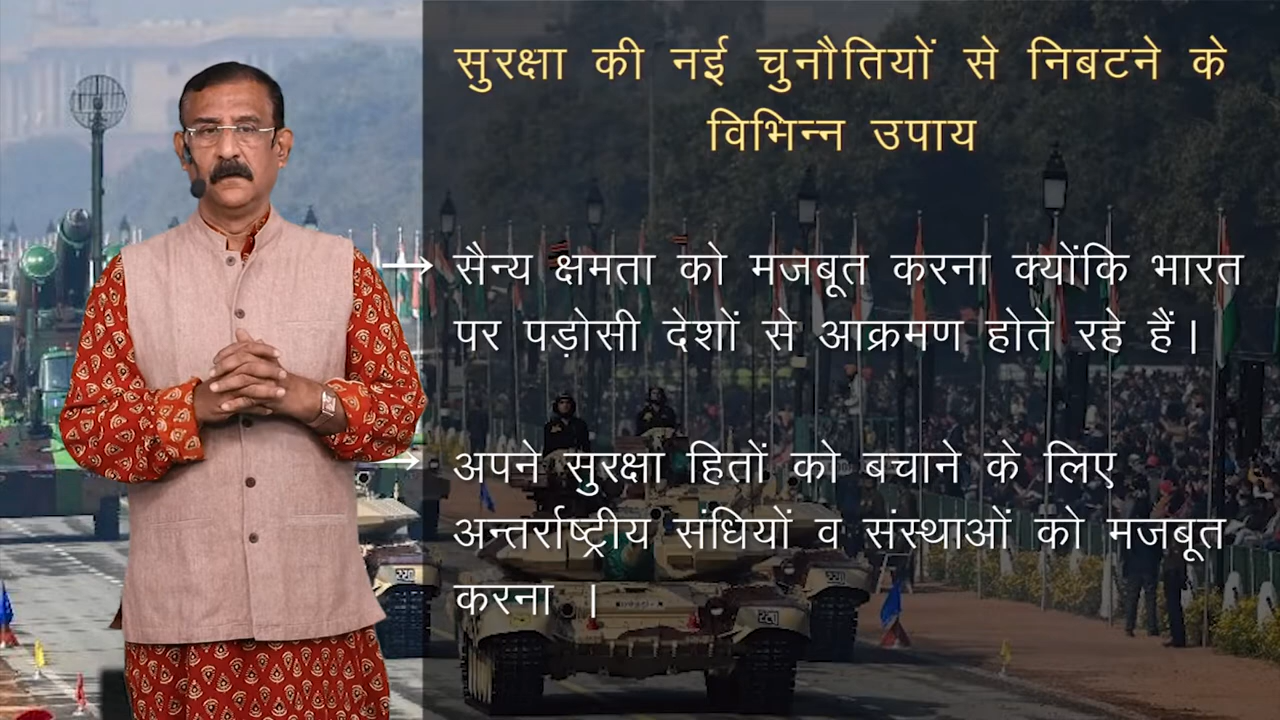 सुरक्षा की नई चुनौतियों से निबटने के
विभिन्न उपाय
→ सैन्य क्षमता को मजबूत करना क्योंकि भारत
पर पड़ोसी देशों से आक्रमण होते रहे हैं।
→ अपने सुरक्षा हितों को बचाने के लिए
अन्तर्राष्ट्रीय संधियों व संस्थाओं को मजबूत
करना ।